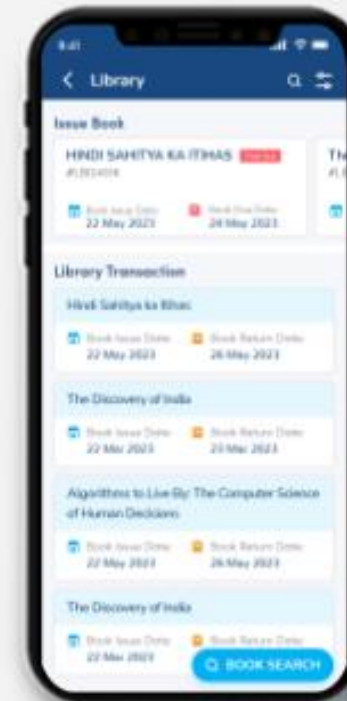 9:41
Library
Issue Book
HINDI SAHITYA KA ITIHAS
Th
Book Issue Date
Book Due Date
22 May 2023
24 May 2023
Library Transaction
Hindi Sahitya ka Itihas
Book Issue Date
Book Return Date
22 May 2023
26 May 2023
The Discovery of India
Book Issue Date
Book Return Date
22 Mar 2023
23 Mar 2023
Algorithms to Live By: The Computer Science
of Human Decisions
Book Issue Date
Book Return Date
22 May 2023
26 May 2023
The Discovery of India
Book Issue Date
Book Return Date
22 Mar 2023
BOOK SEARCH